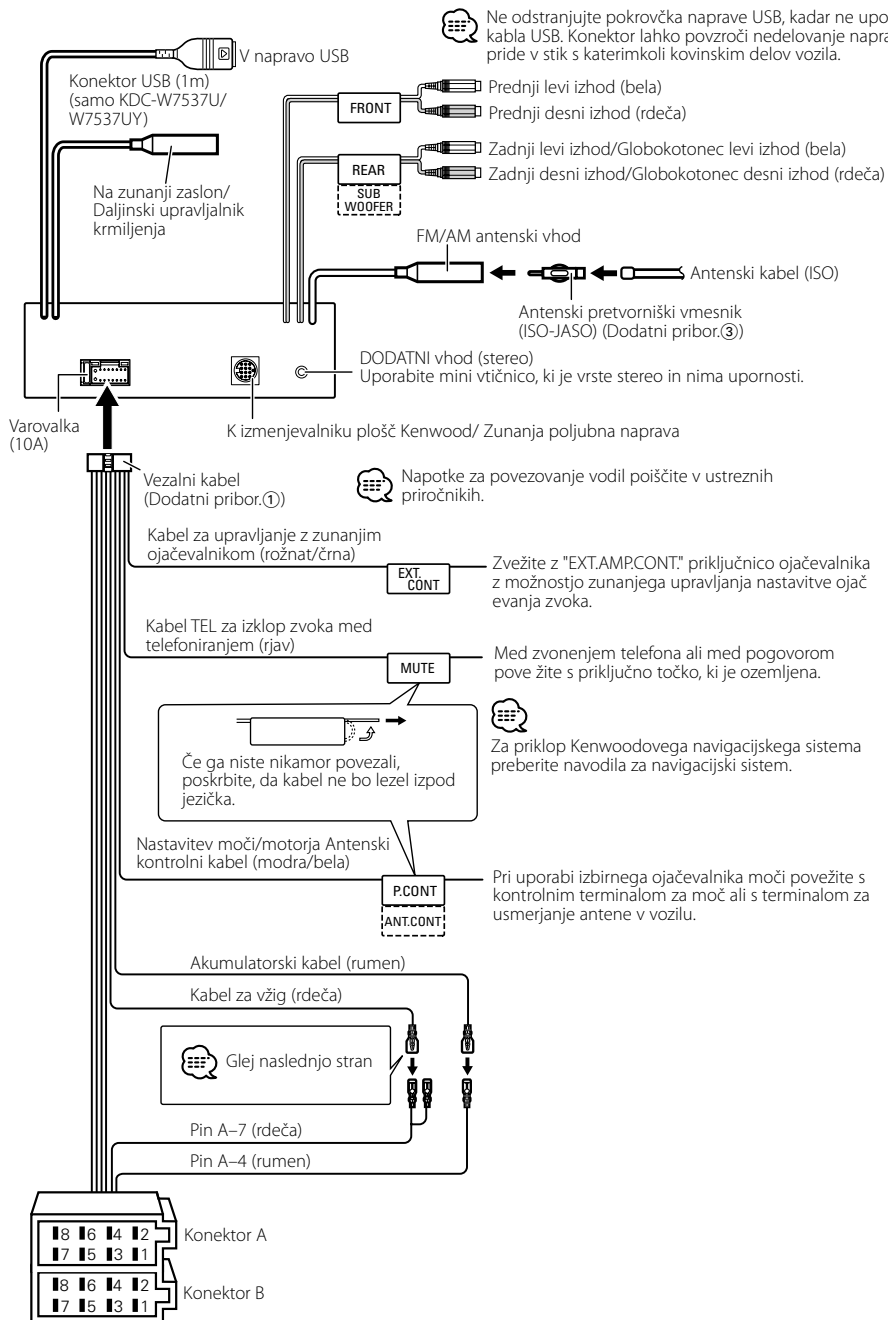 Ne odstranjujte pokrovčka naprave USB, kadar ne
kabla USB. Konektor lahko povzroči nedelovanje
pride v stik s katerimkoli kovinskim delov vozila.
V napravo USB
Konektor USB (1m)
(samo KDC-W7537U/
W7537UY)
FRONT
Prednji levi izhod (bela)
Prednji desni izhod (rdeča)
REAR
SUB
WOOFER
Zadnji levi izhod/Globokotonec levi izhod (bela)
Zadnji desni izhod/Globokotonec desni izhod (rdeča)
Na zunanji zaslon/
Daljinski upravljalnik
krmiljenja
FM/AM antenski vhod
Antenski kabel (ISO)
Antenski pretvorniški vmesnik
(ISO-JASO) (Dodatni pribor.③)
DODATNI vhod (stereo)
Uporabite mini vtičnico, ki je vrste stereo in nima upornosti.
Varovalka
(10A)
K izmenjevalniku plošč Kenwood/ Zunanja poljubna naprava
Vezalni kabel
(Dodatni pribor.①)
Napotke za povezovanje vodil poiščite v ustreznih
priročnikih.
Kabel za upravljanje z zunanjim
ojačevalnikom (rožnat/črna)
EXT.
CONT
Zvežite z "EXT.AMP.CONT." priključnico ojačevalnika
z možnostjo zunanjega upravljanja nastavitve ojač
evanja zvoka.
Kabel TEL za izklop zvoka med
telefoniranjem (rjav)
MUTE
Med zvonenjem telefona ali med pogovorom
pove žite s priključno točko, ki je ozemljena.
Če ga niste nikamor povezali,
poskrbite, da kabel ne bo lezel izpod
jezička.
Za priklop Kenwoodovega navigacijskega sistema
preberite navodila za navigacijski sistem.
Nastavitev moči/motorja Antenski
kontrolni kabel (modra/bela)
P.CONT
ANT.CONT
Pri uporabi izbirnega ojačevalnika moči povežite s
kontrolnim terminalom za moč ali s terminalom za
usmerjanje antene v vozilu.
Akumulatorski kabel (rumen)
Kabel za vžig (rdeča)
Glej naslednjo stran
Pin A–7 (rdeča)
Pin A–4 (rumen)
8 6 4 2
7 5 3 1
Konektor A
8 6 4 2
7 5 3 1
Konektor B